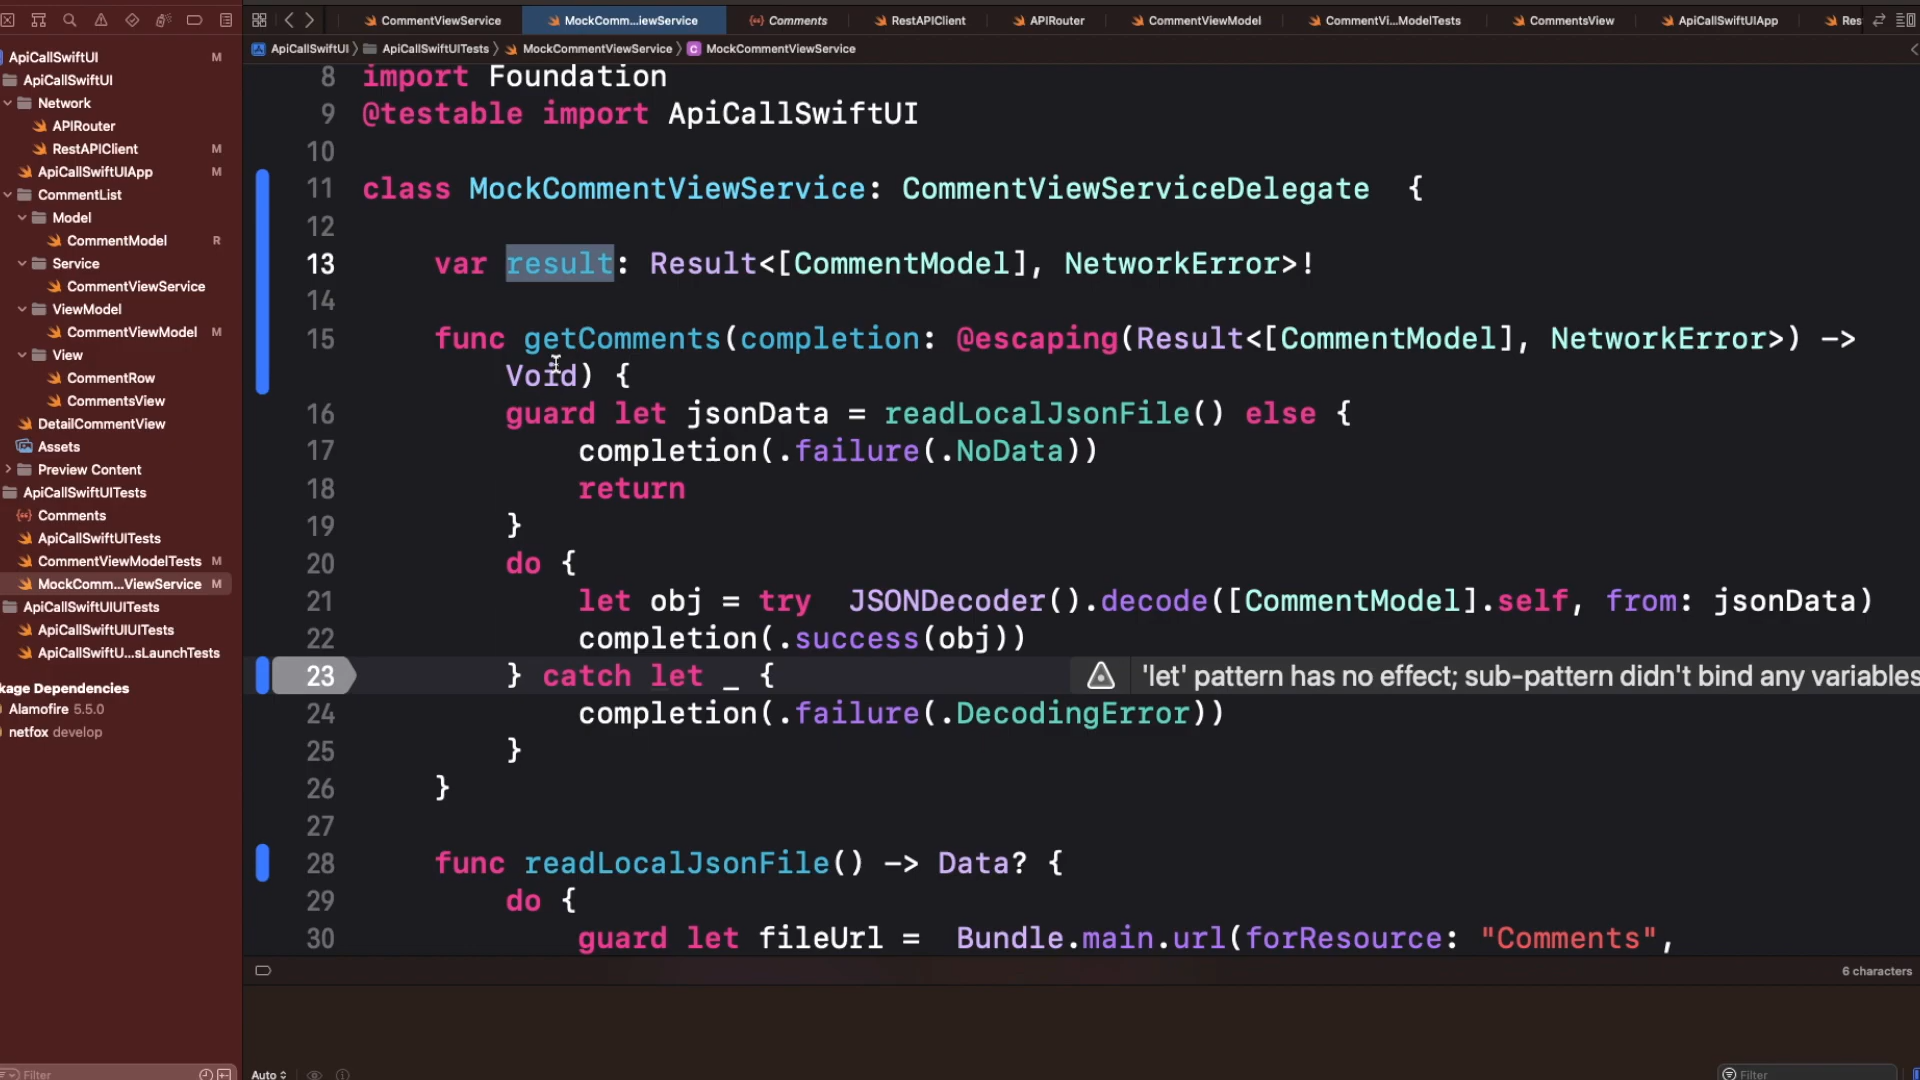 CommentViewService
MockComm...iewService
Comments
RestAPIClient
APIRouter
CommentViewModel
CommentVi...ModelTests
CommentsView
ApiCallSwiftUIApp
Res
ApiCallSwiftUI
ApiCallSwiftUITests
MockCommentViewService
C MockCommentViewService
ApiCallSwiftUI M
ApiCallSwiftUI
Network
APIRouter
RestAPIClient M
ApiCallSwiftUIApp M
CommentList
Model
CommentModel R
Service
CommentViewService
ViewModel
CommentViewModel M
View
CommentRow
CommentsView
DetailCommentView
Assets
Preview Content
ApiCallSwiftUITests
Comments
ApiCallSwiftUITests
CommentViewModelTests M
MockComm...ViewService M
ApiCallSwiftUIUITests
ApiCallSwiftUIUITests
ApiCallSwiftU...sLaunchTests
kage Dependencies
Alamofire 5.5.0
netfox develop
Filter
8 import Foundation
9 @testable import ApiCallSwiftUI
10
11 class MockCommentViewService: CommentViewServiceDelegate {
12
13 var result: Result<[CommentModel], NetworkError>!
14
15 func getComments(completion: @escaping(Result<[CommentModel], NetworkError>) ->
Void) {
16 guard let jsonData = readLocalJsonFile() else {
17 completion(.failure(.NoData))
18 return
19 }
20 do {
21 let obj = try JSONDecoder().decode([CommentModel].self, from: jsonData)
22 completion(.success(obj))
23 } catch let _ { 'let' pattern has no effect; sub-pattern didn't bind any variables
24 completion(.failure(.DecodingError))
25 }
26 }
27
28 func readLocalJsonFile() -> Data? {
29 do {
30 guard let fileUrl = Bundle.main.url(forResource: "Comments",
6 characters
Auto
Filter